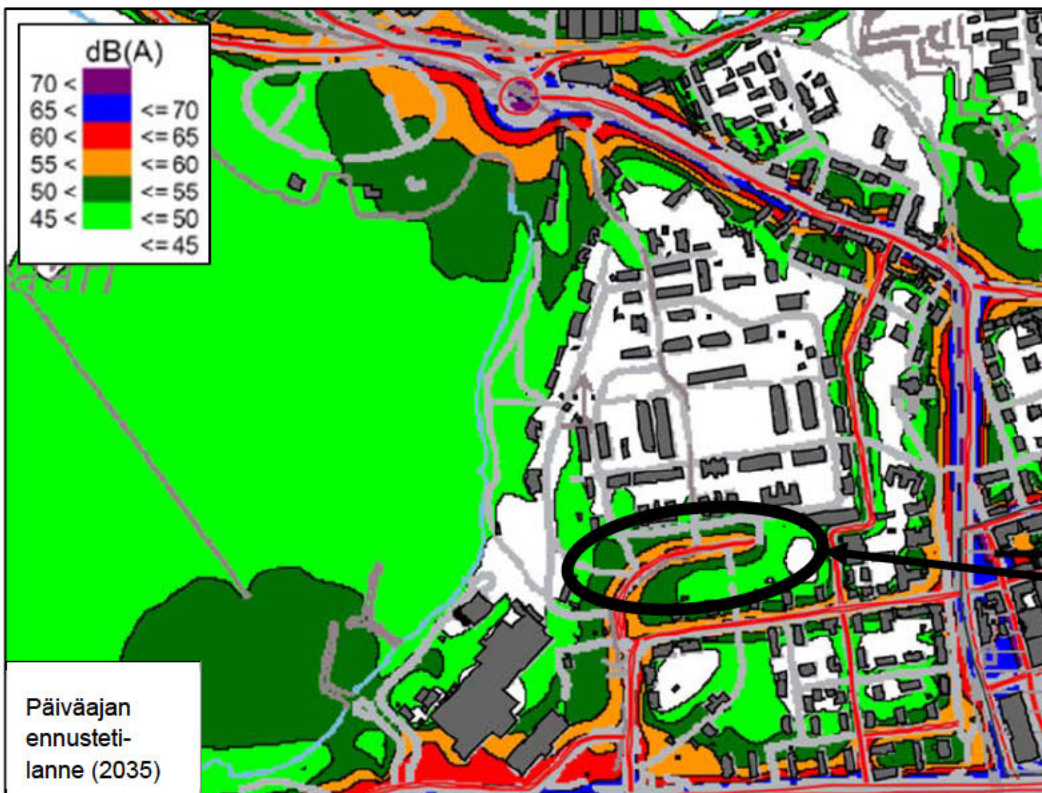 dB(A)
70 <
65 < <= 70
60 < <= 65
55 < <= 60
50 < <= 55
45 < <= 50
<= 45
Päiväajan
ennusteti-
lanne (2035)